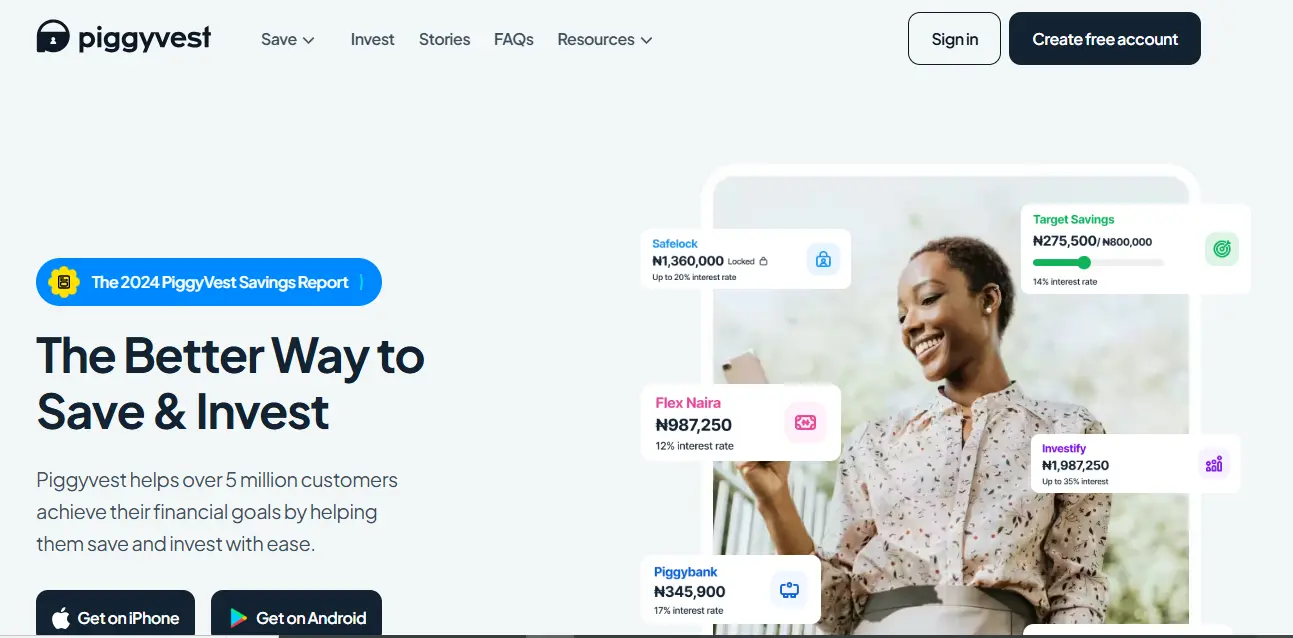 piggyvest
Save
Invest
Stories
FAQs
Resources
Sign in
Create free account
The 2024 PiggyVest Savings Report
The Better Way to
Save & Invest
Piggyvest helps over 5 million customers
achieve their financial goals by helping
them save and invest with ease.
Get on iPhone
Get on Android
Safelock
₦1,360,000 Locked
Up to 20% interest rate
Target Savings
₦275,500/ ₦800,000
14% interest rate
Flex Naira
₦987,250
12% interest rate
Investify
₦1,987,250
Up to 35% interest
Piggybank
₦345,900
17% interest rate